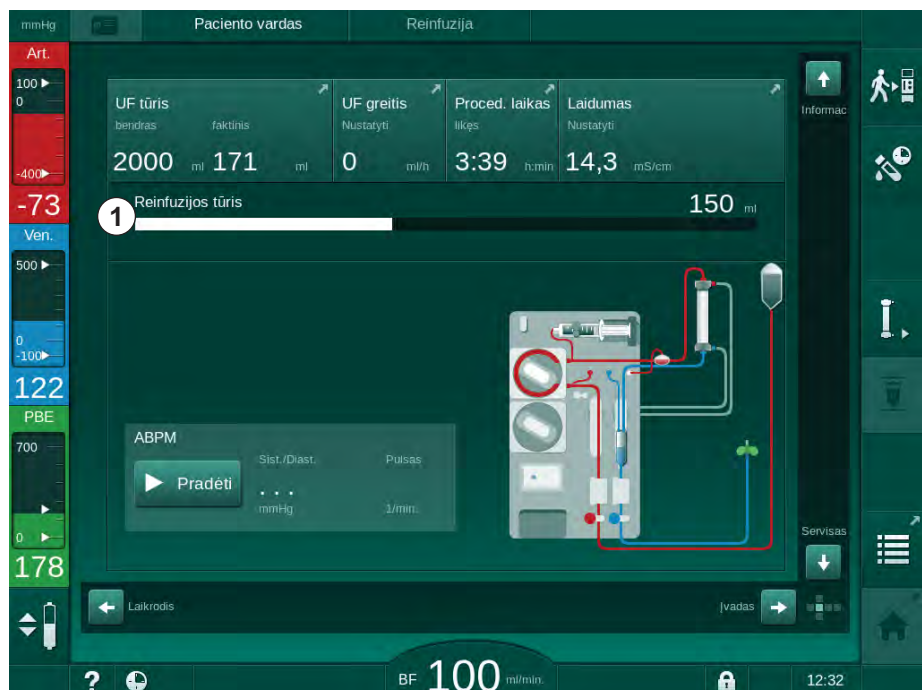 mmHg
Paciento vardas
Reinfuzija
Art.
100
0
-400
-73
Ven.
500
0
-100
122
PBE
700
0
178
UF tūris
bendras faktinis
2000 ml 171 ml
UF greitis
Nustatyti
0 ml/h
Proced. laikas
likęs
3:39 h:min
Laidumas
Nustatyti
14,3 mS/cm
1
Reinfuzijos tūris 150 ml
ABPM
Pradėti
Sist./Diast. Pulsas
. . .
mmHg 1/min.
Informac
Servisas
Laikrodis
Įvadas
?
BF 100 ml/min.
12:32